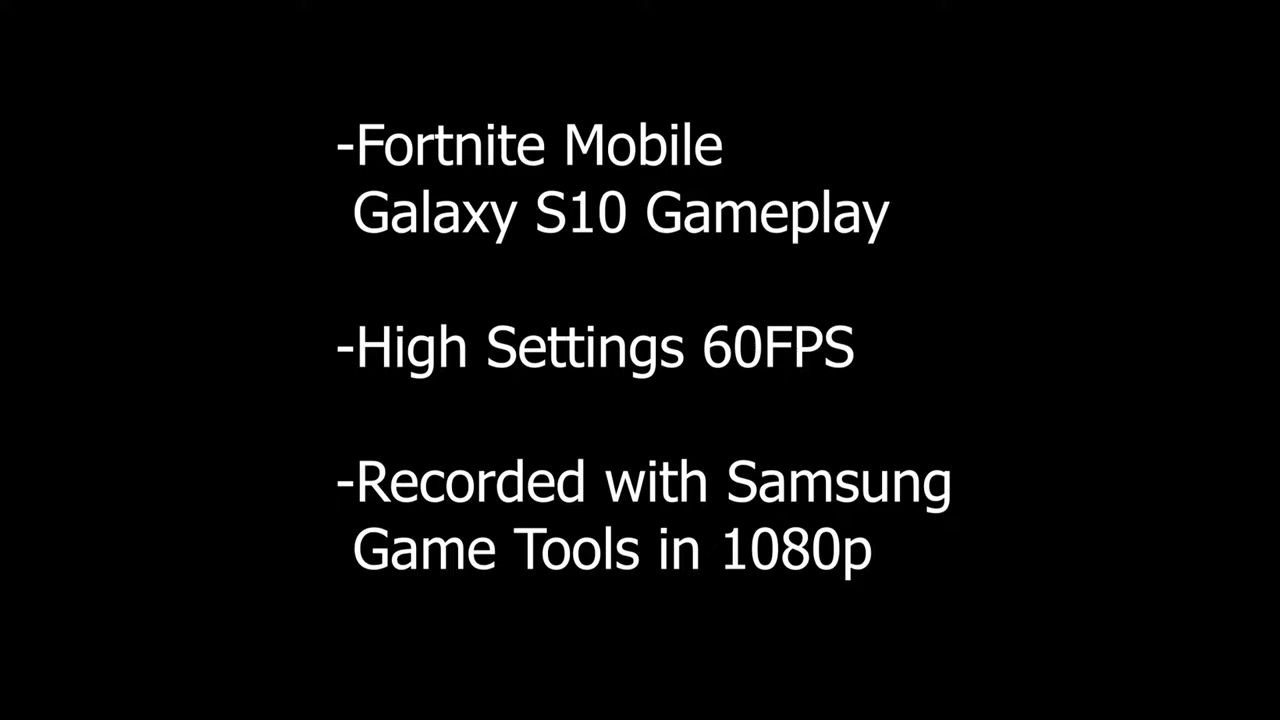 -Fortnite Mobile
Galaxy S10 Gameplay
-High Settings 60FPS
-Recorded with Samsung
Game Tools in 1080p